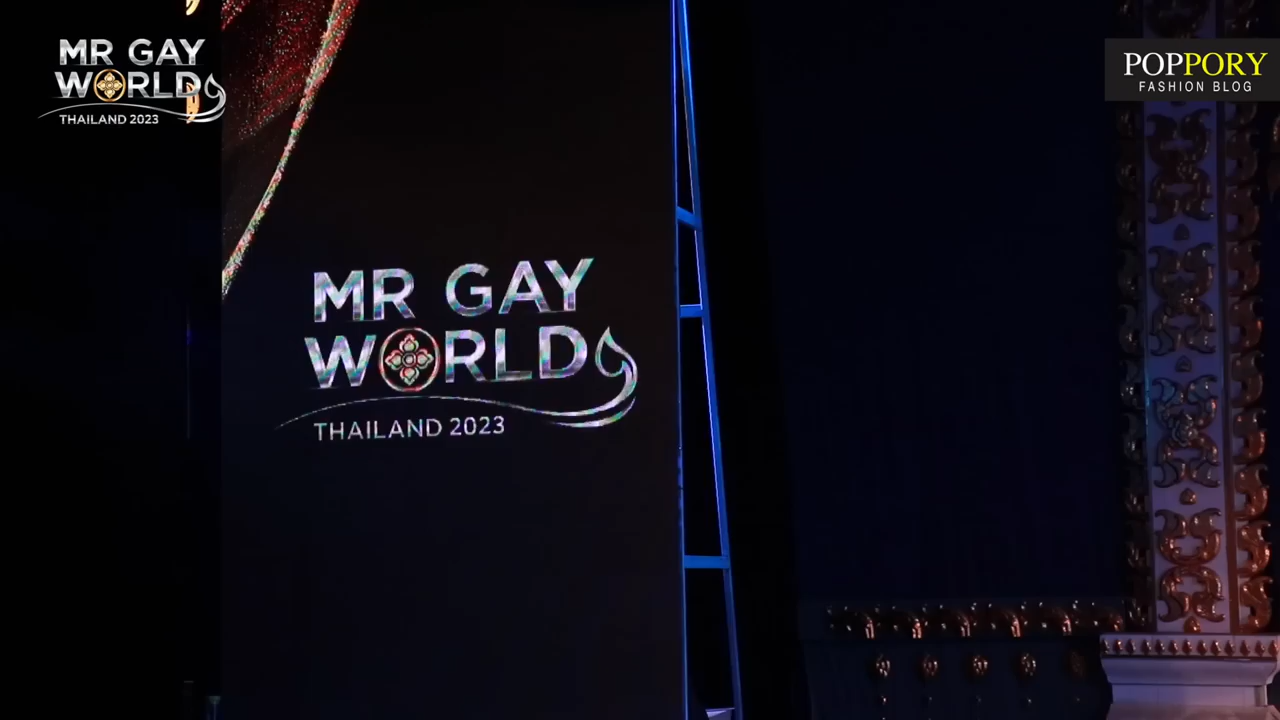 MR GAY
WORLD
THAILAND 2023
POPPORY
FASHION BLOG
MR GAY
WORLD
THAILAND 2023